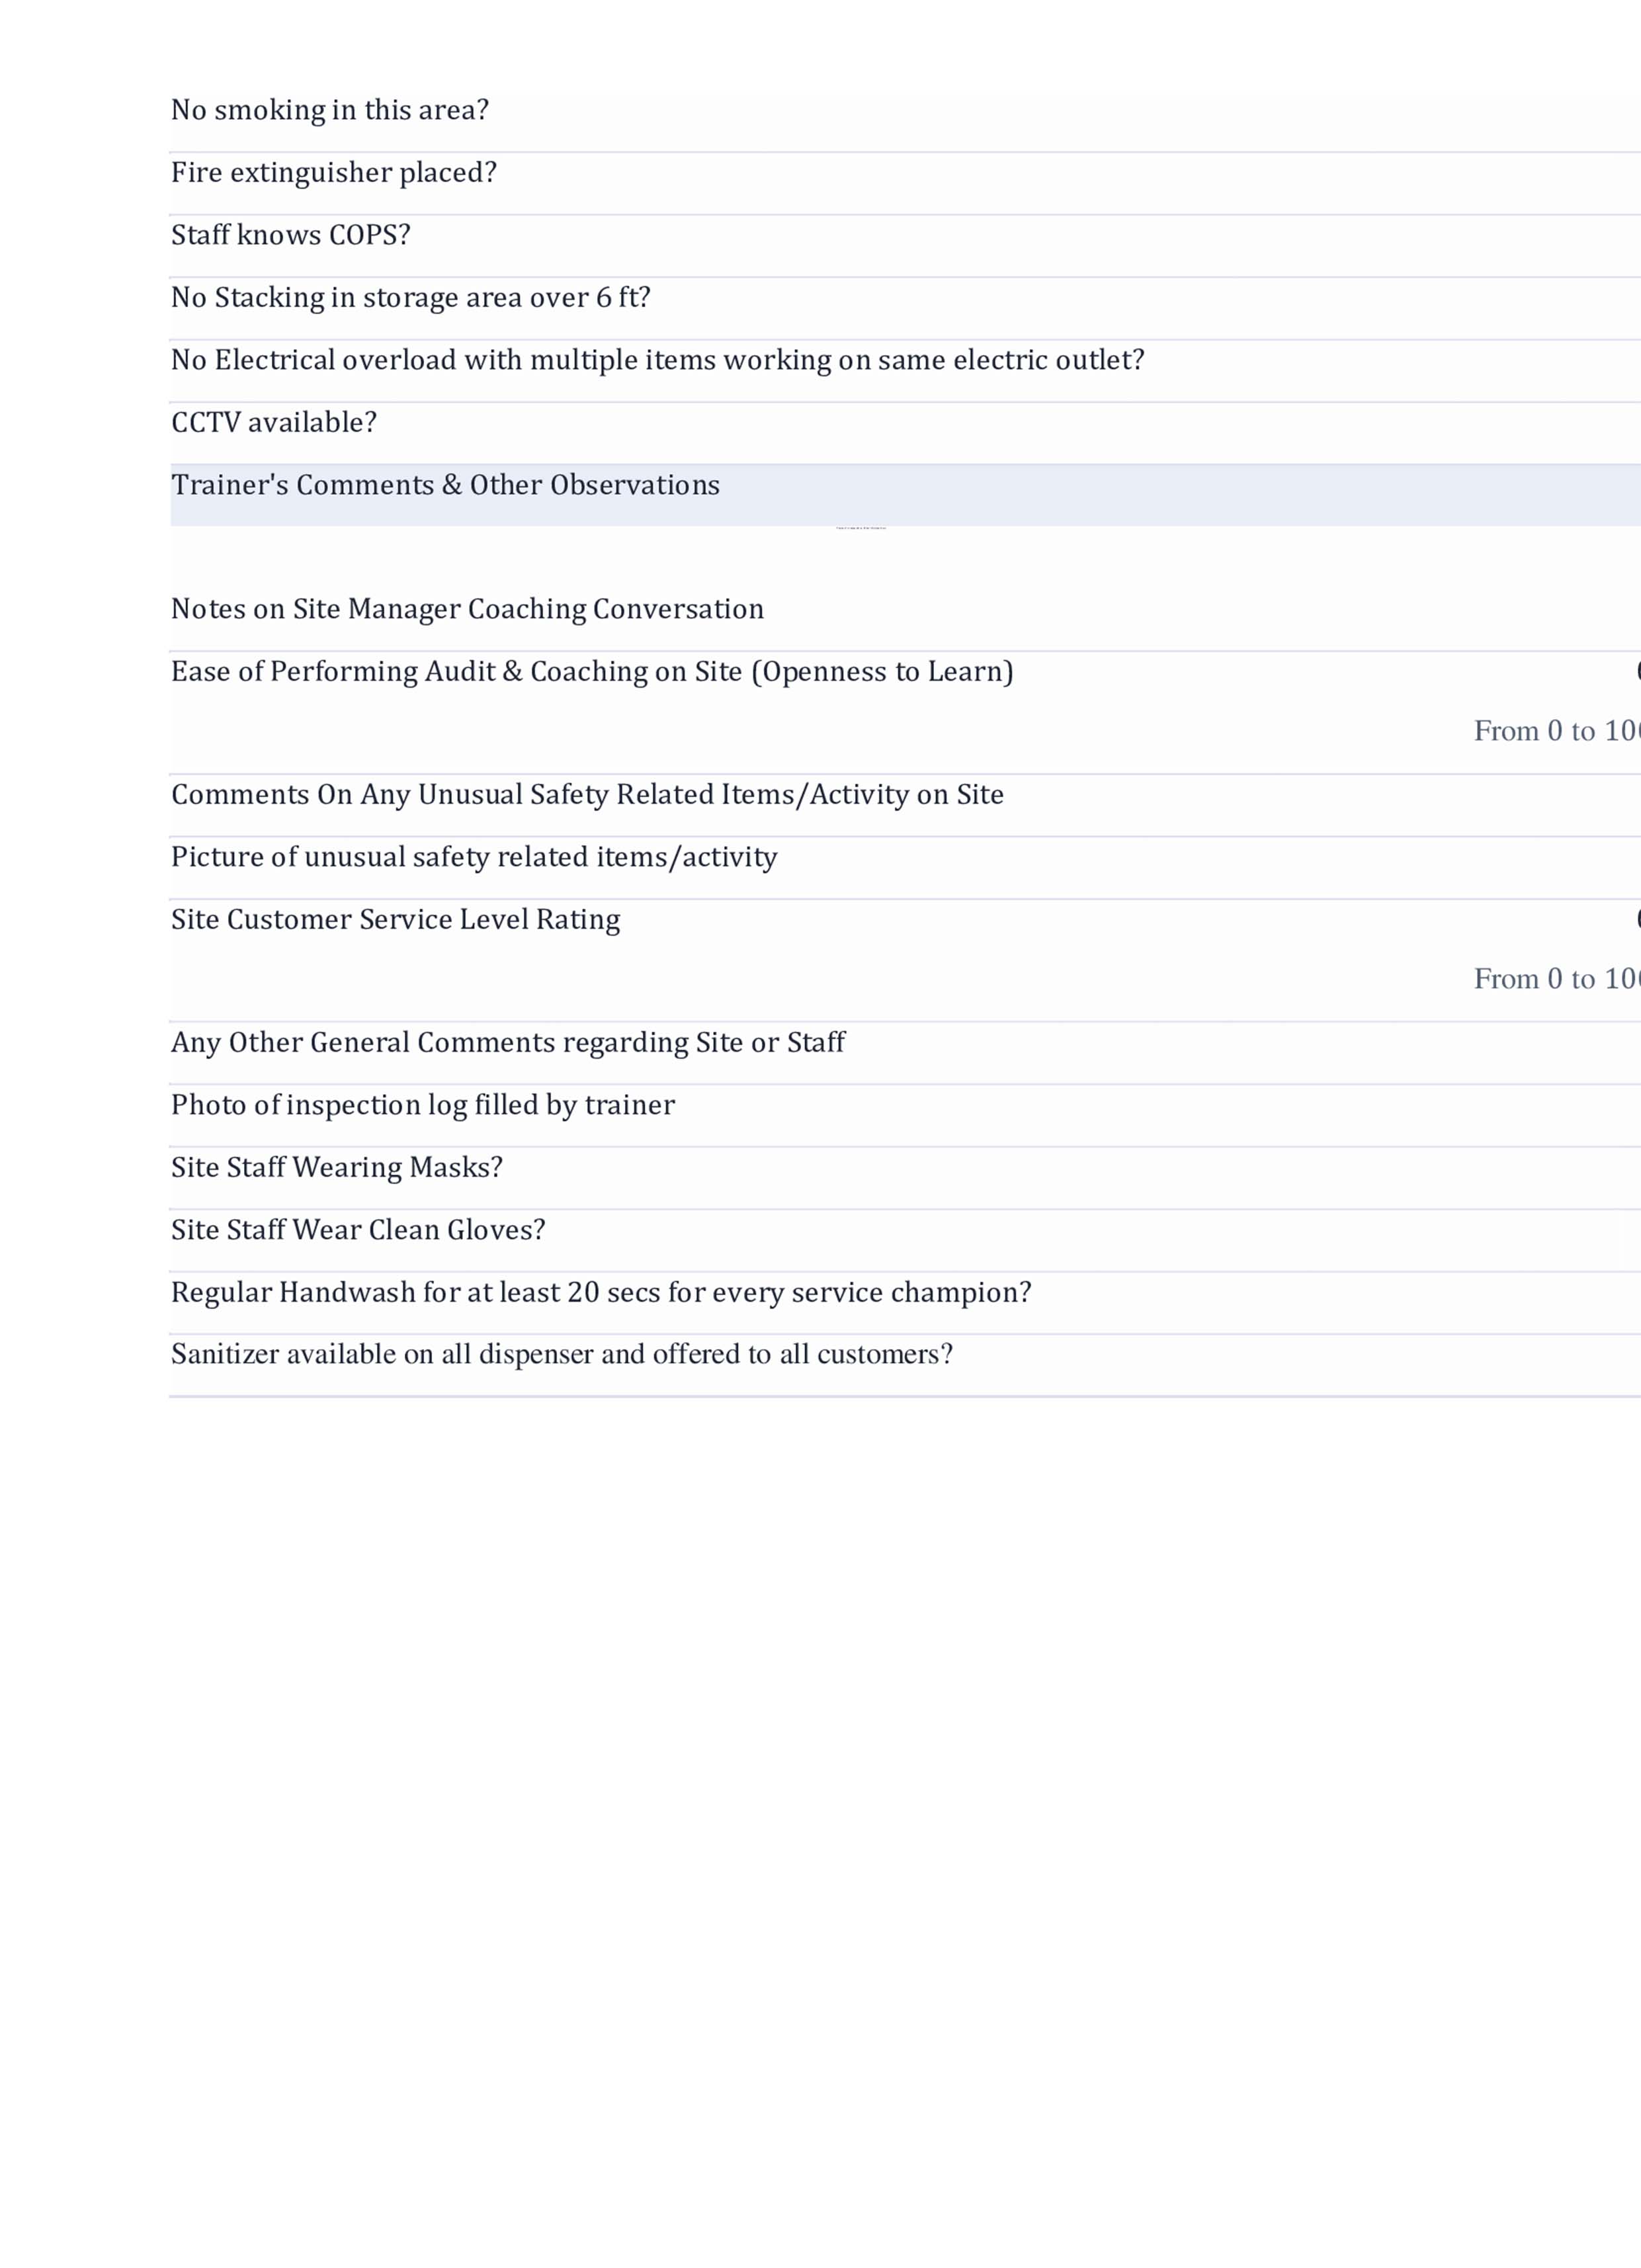 No smoking in this area?
Fire extinguisher placed?
Staff knows COPS?
No Stacking in storage area over 6 ft?
No Electrical overload with multiple items working on same electric outlet?
CCTV available?
Trainer's Comments & Other Observations
Notes on Site Manager Coaching Conversation
Ease of Performing Audit & Coaching on Site (Openness to Learn)
From 0 to 100
Comments On Any Unusual Safety Related Items/Activity on Site
Picture of unusual safety related items/activity
Site Customer Service Level Rating
From 0 to 100
Any Other General Comments regarding Site or Staff
Photo of inspection log filled by trainer
Site Staff Wearing Masks?
Site Staff Wear Clean Gloves?
Regular Handwash for at least 20 secs for every service champion?
Sanitizer available on all dispenser and offered to all customers?